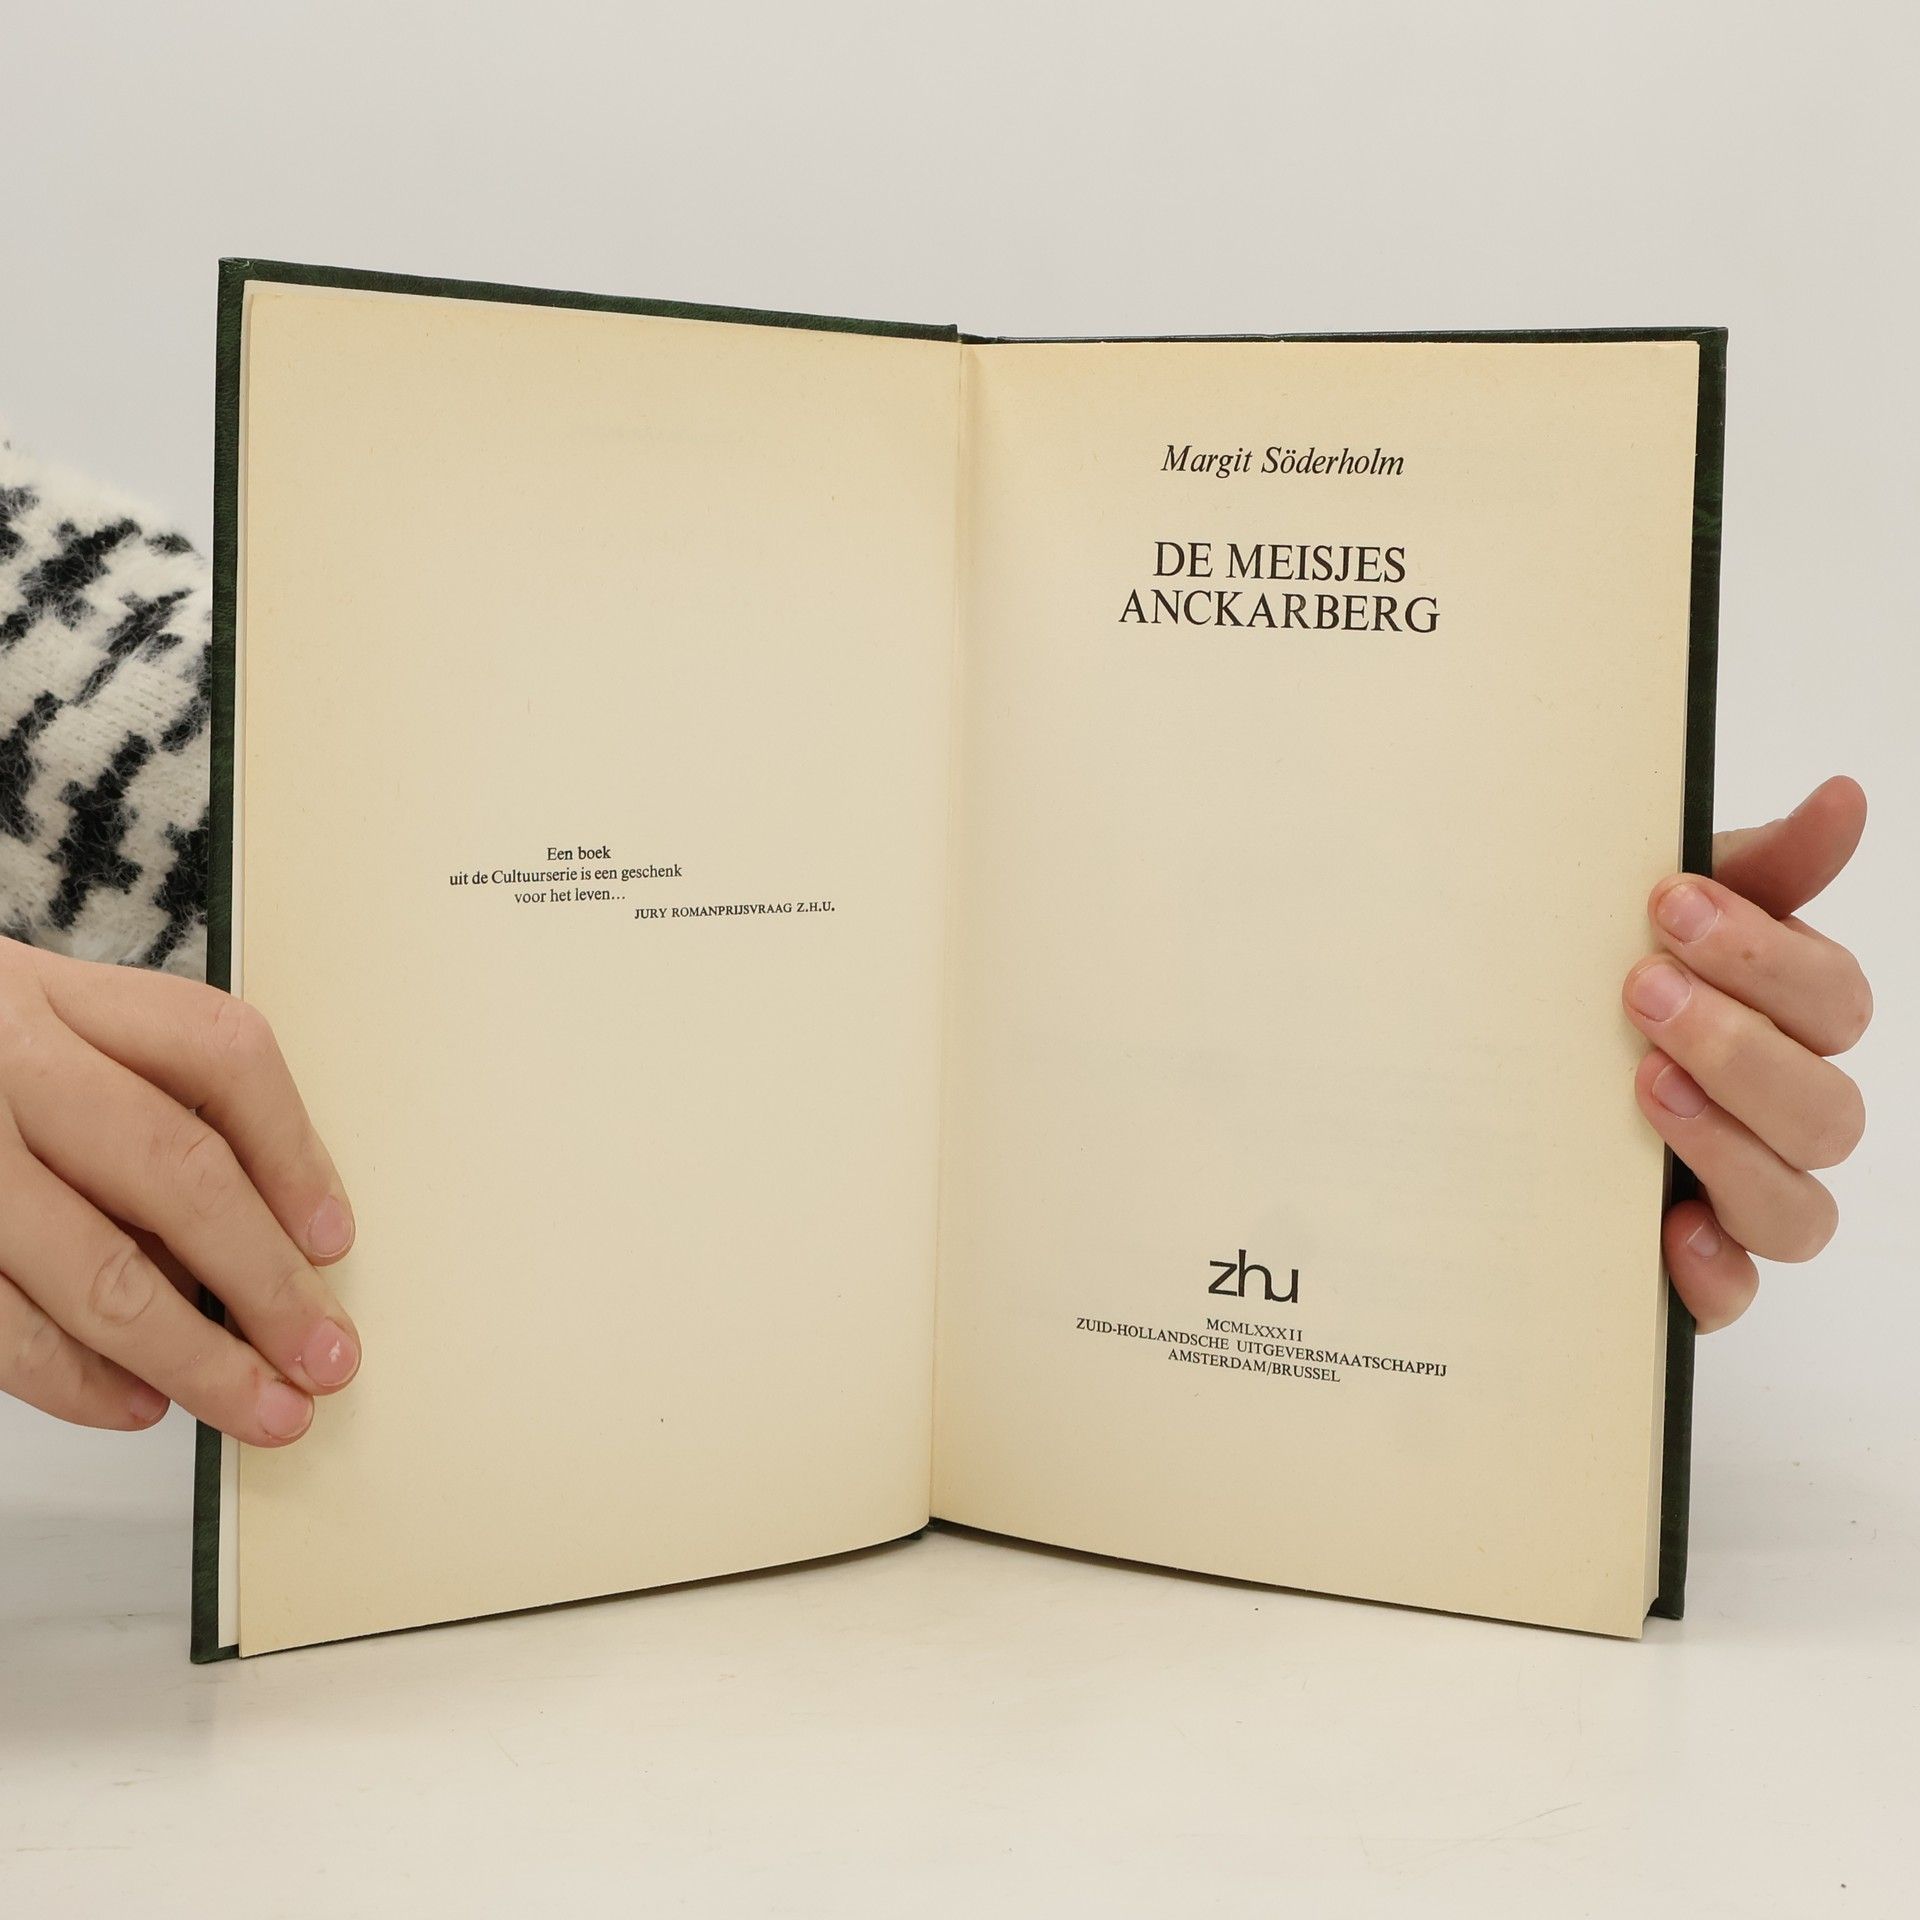 Een boek
uit de Cultuurserie is een geschenk
voor het leven...
JURY ROMANPRIJSVRAAG Z.H.U.
Margit Söderholm
DE MEISJES
ANCKARBERG
zhu
MCMLXXXII
ZUID-HOLLANDSCHE UITGEVERSMAATSCHAPPIJ
AMSTERDAM/BRUSSEL